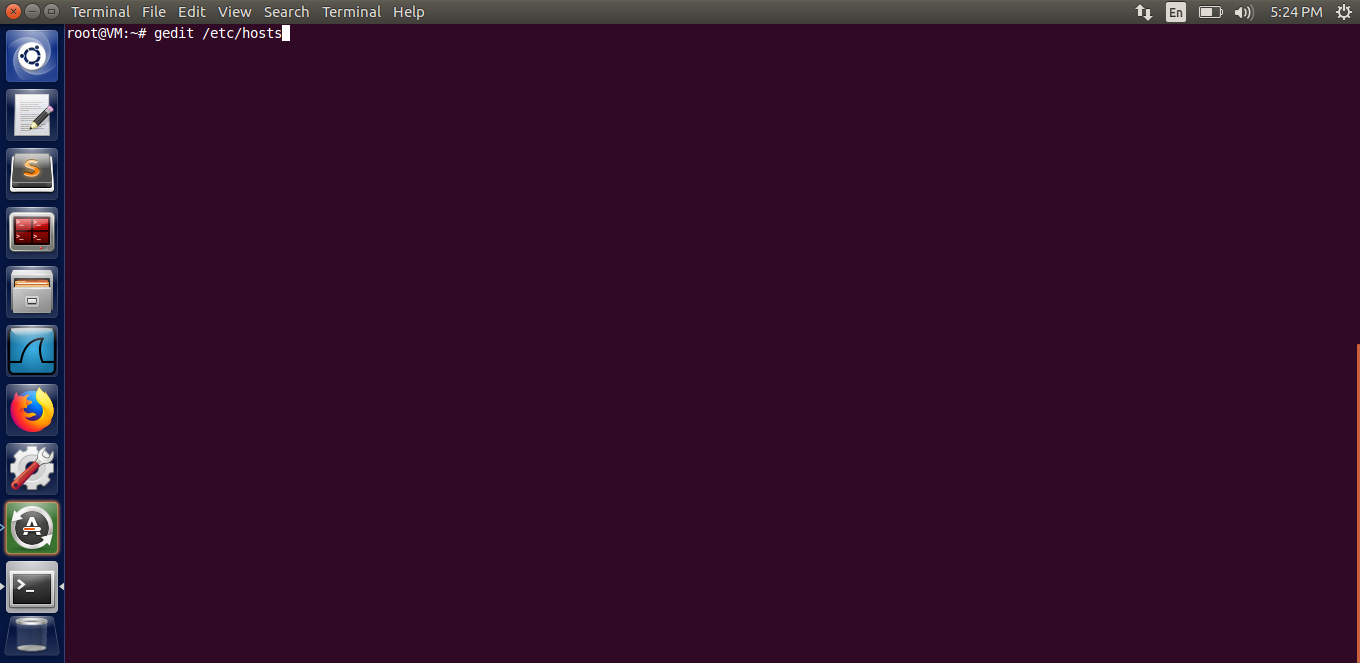 Terminal File Edit View Search Terminal Help En 5:24 PM
root@VM:~# gedit /etc/hosts